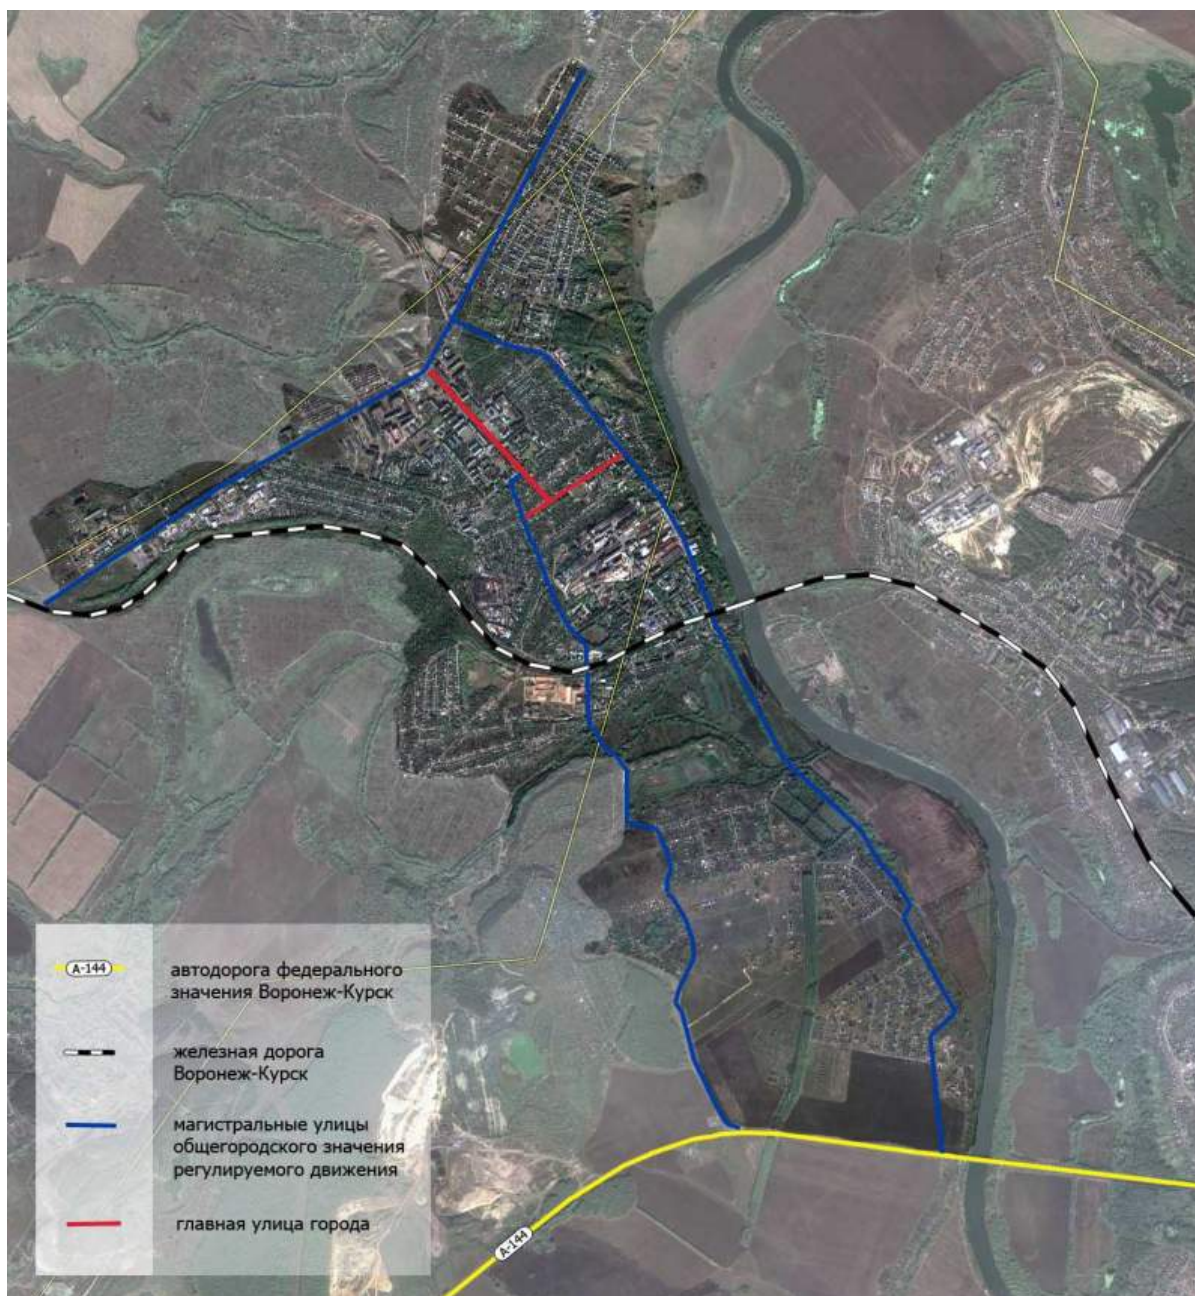 А-144
автодорога федерального
значения Воронеж-Курск
железная дорога
Воронеж-Курск
магистральные улицы
общегородского значения
регулируемого движения
главная улица города
А-144